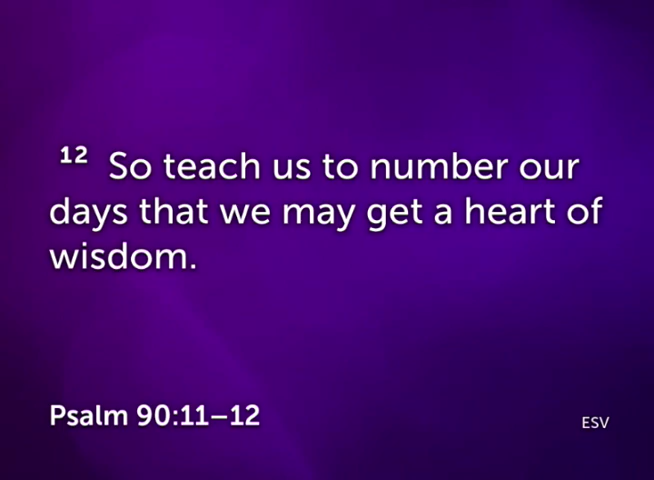 12 So teach us to number our
days that we may get a heart of
wisdom.
Psalm 90:11–12
ESV